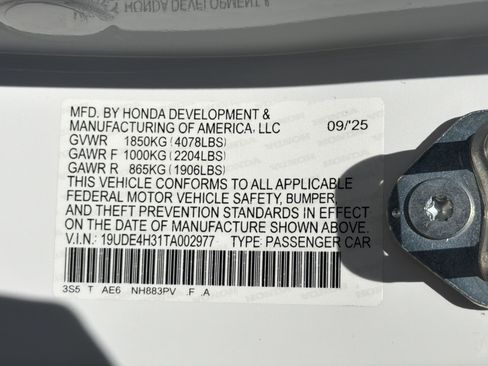 HONDA DEVELOPMENT &
MFD. BY HONDA DEVELOPMENT &
MANUFACTURING OF AMERICA, LLC 09/'25
GVWR 1850KG(4078LBS)
GAWR F 1000KG(2204LBS)
GAWR R 865KG(1906LBS)
THIS VEHICLE CONFORMS TO ALL APPLICABLE
FEDERAL MOTOR VEHICLE SAFETY, BUMPER,
AND THEFT PREVENTION STANDARDS IN EFFECT
ON THE DATE OF MANUFACTURE SHOWN ABOVE.
V.I.N.: 19UDE4H31TA002977 TYPE: PASSENGER CAR
3S5 T AE6 NH883PV .F .A